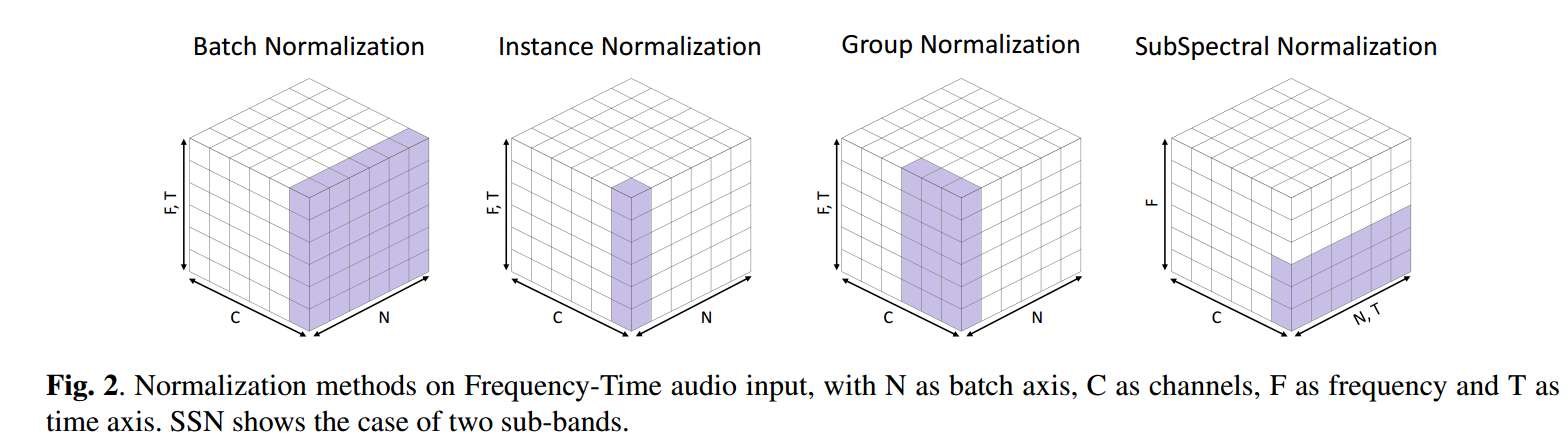 Batch Normalization
Instance Normalization
Group Normalization
SubSpectral Normalization
F, T
C
N
F, T
C
N
F, T
C
N
F
C
N, T
Fig. 2. Normalization methods on Frequency-Time audio input, with N as batch axis, C as channels, F as frequency and T as
time axis. SSN shows the case of two sub-bands.